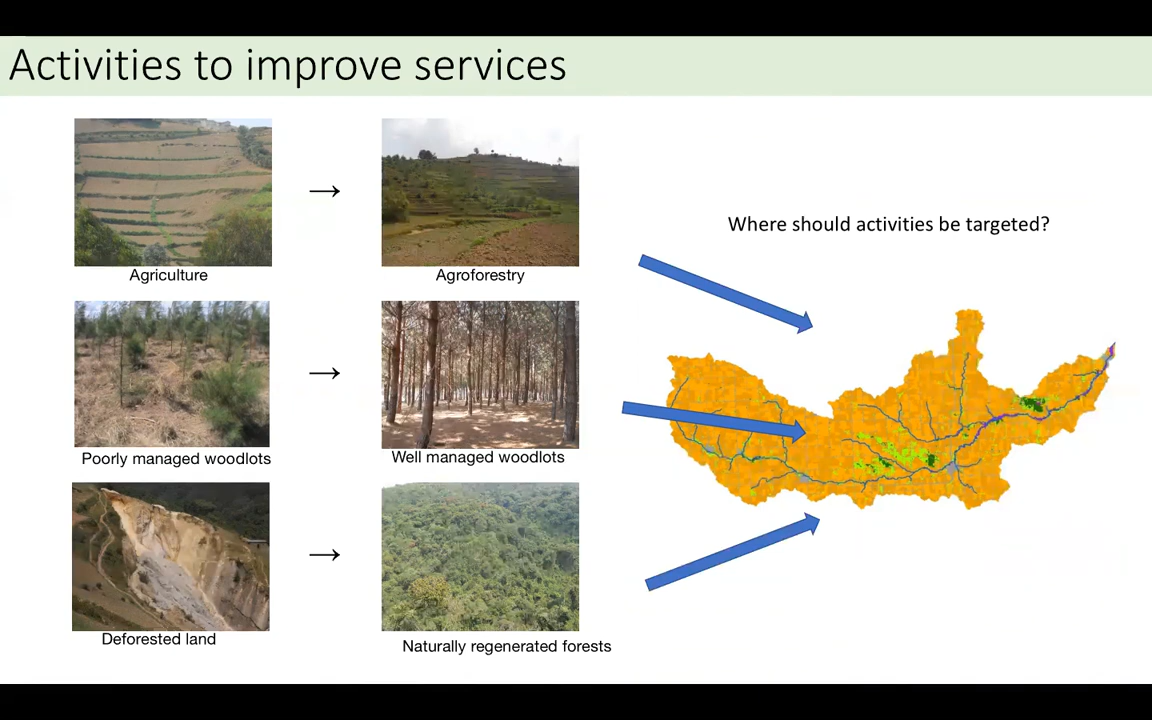 Activities to improve services
Agriculture
Agroforestry
Where should activities be targeted?
Poorly managed woodlots
Well managed woodlots
Deforested land
Naturally regenerated forests